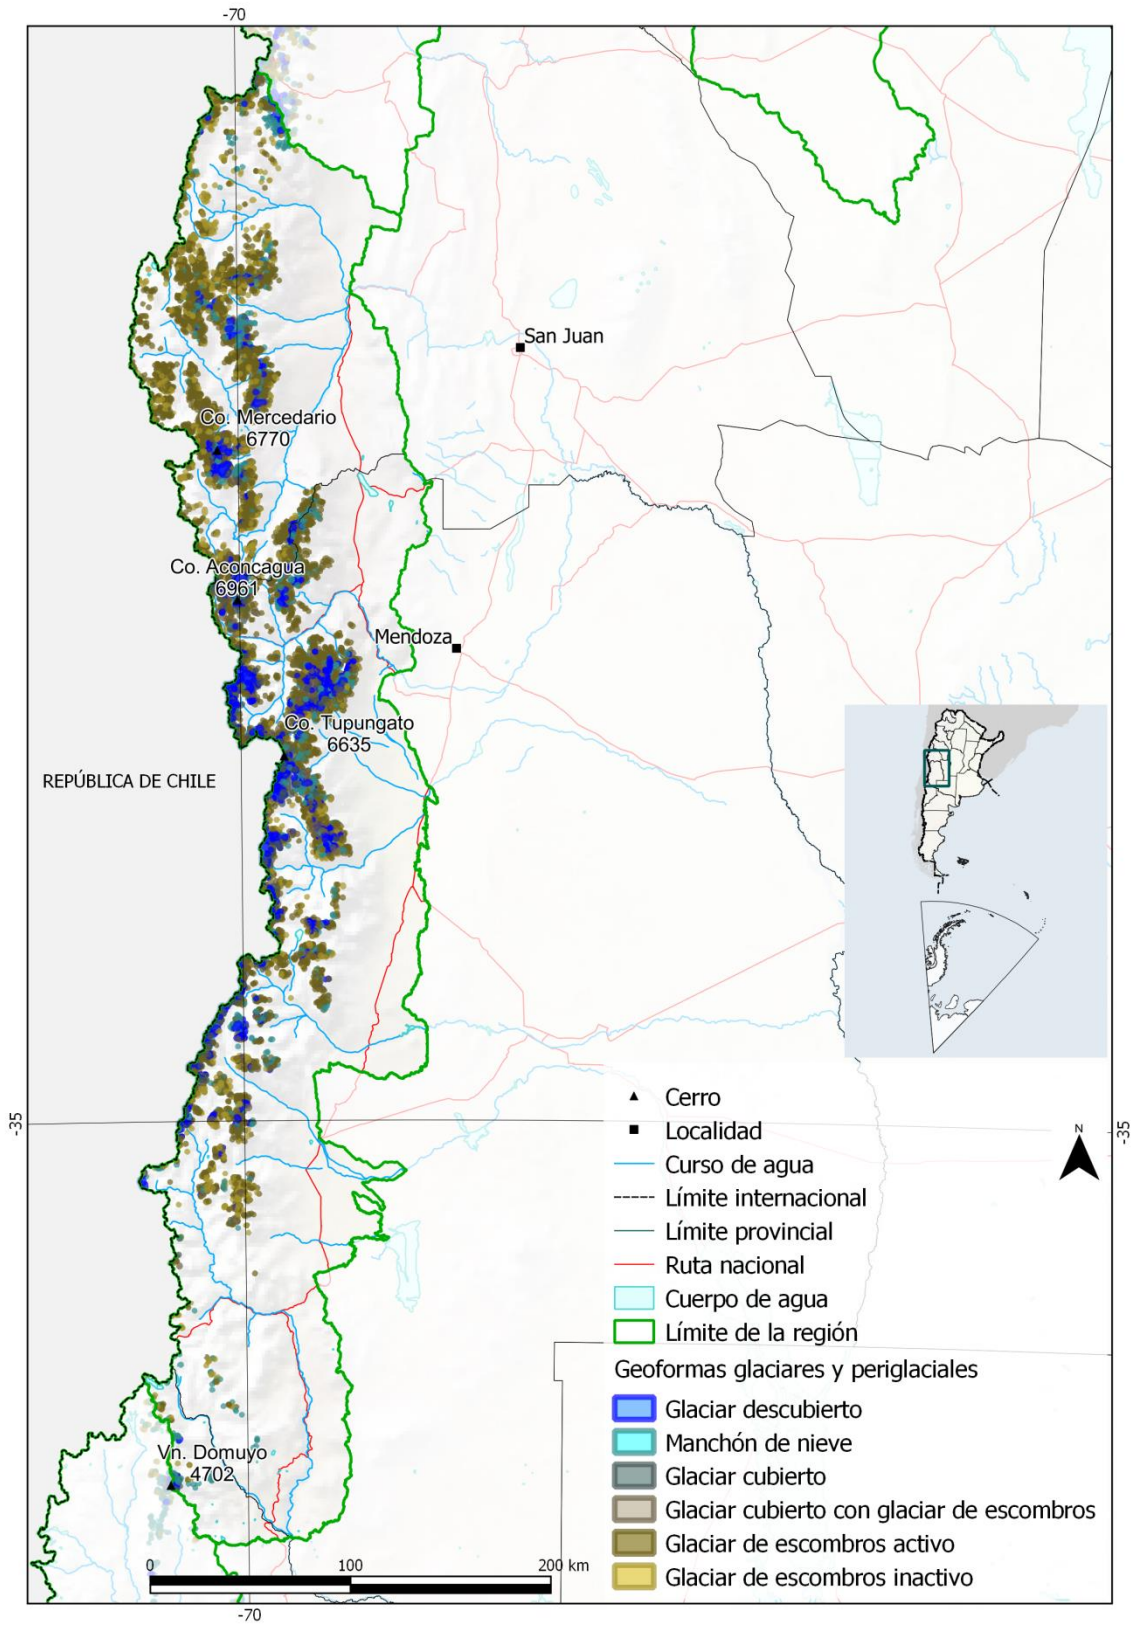 -70
San Juan
Co. Mercedario
6770
Co. Aconcagua
6961
Mendoza
Co. Tupungato
6635
REPÚBLICA DE CHILE
-35
-35
Cerro
Localidad
Curso de agua
Límite internacional
Límite provincial
Ruta nacional
Cuerpo de agua
Límite de la región
Geoformas glaciares y periglaciales
Glaciar descubierto
Manchón de nieve
Glaciar cubierto
Glaciar cubierto con glaciar de escombros
Glaciar de escombros activo
Glaciar de escombros inactivo
N
Vn. Domuyo
4702
0 100 200 km
-70